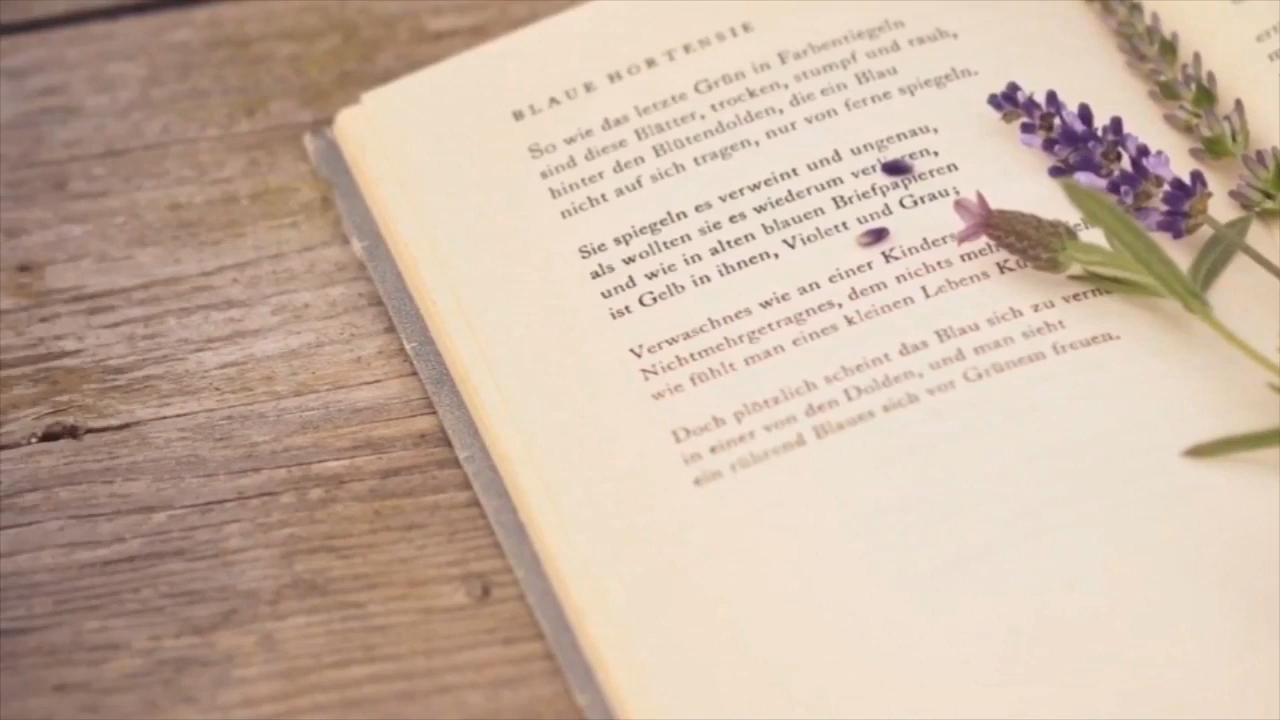 BLAUE HORTENSIE
So wie das letzte Grün in Farbentiegeln
sind diese Blätter, trocken, stumpf und rauh,
hinter den Blütendolden, die ein Blau
nicht auf sich tragen, nur von ferne spiegeln.
Sie spiegeln es verweint und ungenau,
als wollten sie es wiederum
und wie in alten blauen Briefpapieren
ist Gelb in ihnen, Violett und Grau;
Verwaschnes wie an einer
Nichtmehrgetragnes, dem nichts
wie fühlt man eines kleinen Lebens
Doch plötzlich scheint das Blau sich zu
in einer von den Dolden, und man sieht
ein rührend Blaues sich vor Grünem freuen.